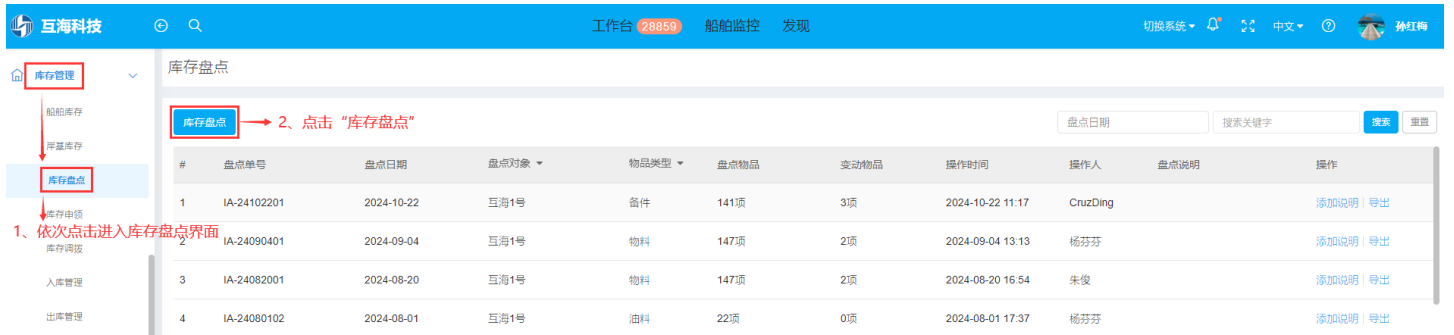 互海科技 工作台 28859 船舶监控 发现 切换系统 中文 孙红梅
库存管理 库存盘点
船舶库存 库存盘点 2、点击“库存盘点” 盘点日期 搜索关键字 搜索 重置
岸基库存 # 盘点单号 盘点日期 盘点对象 物品类型 盘点物品 变动物品 操作时间 操作人 盘点说明 操作
库存盘点
1 IA-24102201 2024-10-22 互海1号 备件 141项 3项 2024-10-22 11:17 CruzDing 添加说明 导出
库存申领
1、依次点击进入库存盘点界面
2 IA-24090401 2024-09-04 互海1号 物料 147项 2项 2024-09-04 13:13 杨芬芬 添加说明 导出
库存调拨
入库管理 3 IA-24082001 2024-08-20 互海1号 物料 147项 2项 2024-08-20 16:54 朱俊 添加说明 导出
出库管理 4 IA-24080102 2024-08-01 互海1号 油料 22项 0项 2024-08-01 17:37 杨芬芬 添加说明 导出